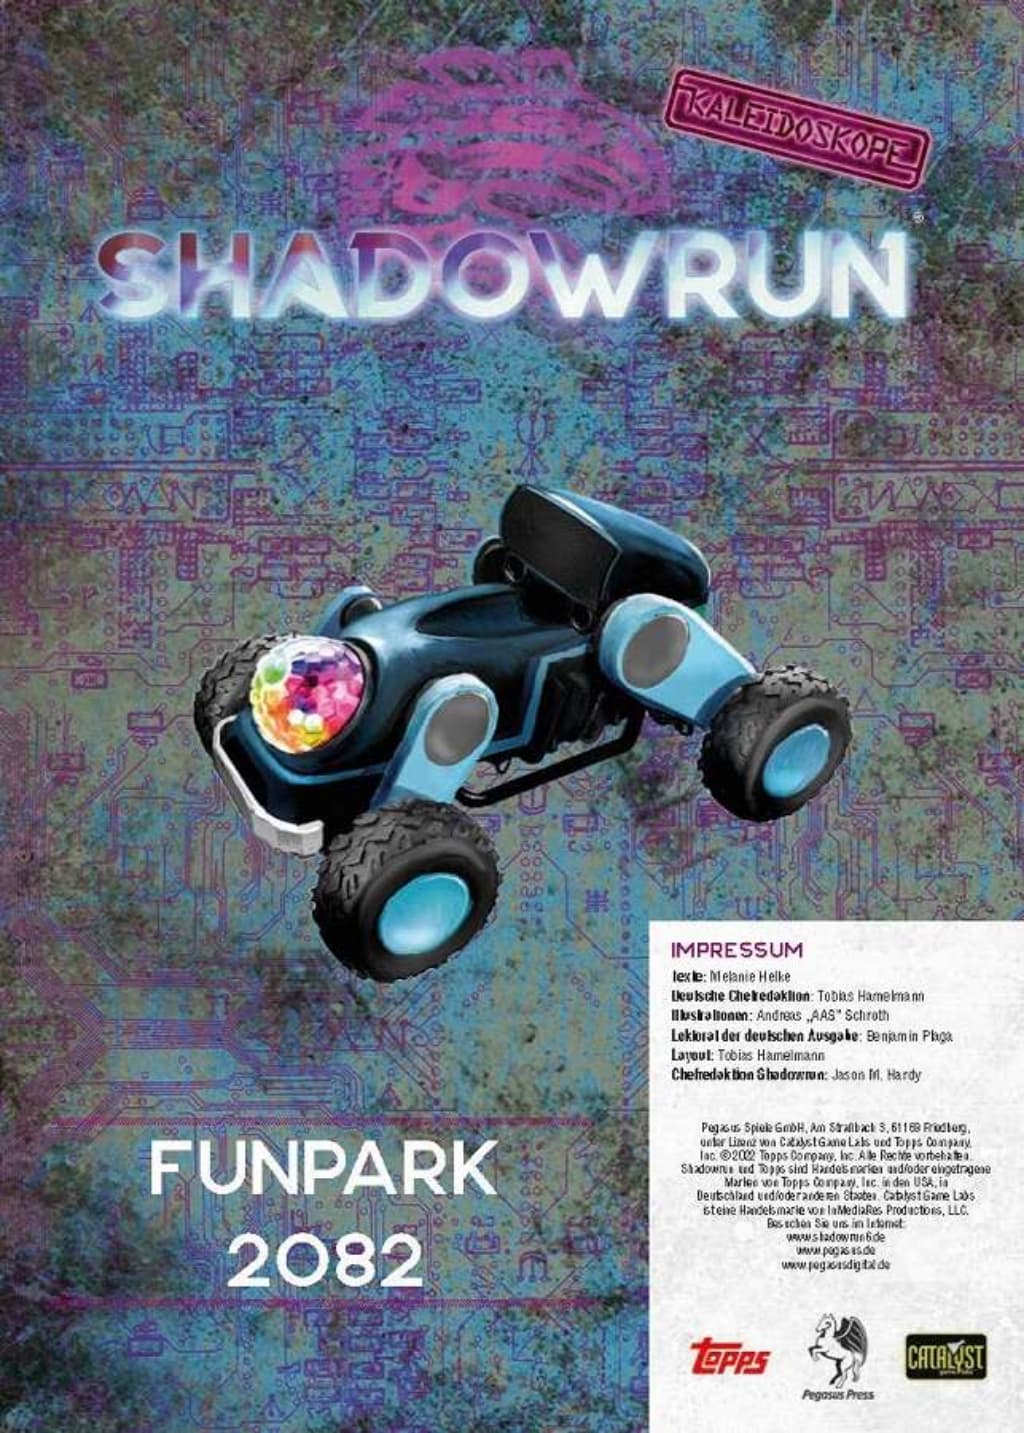 KALEIDOSKOPE
SHADOWRUN®
FUNPARK
2082
IMPRESSUM
Texte: Melanie Helke
Deutsche Chefredaktion: Tobias Hamelmann
Illustrationen: Andreas „AAS“ Schroth
Lektorat der deutschen Ausgabe: Benjamin Plaga
Layout: Tobias Hamelmann
Chefredaktion Shadowrun: Jason M. Hardy
Pegasus Spiele GmbH, Am Straßbach 3, 61169 Friedberg,
unter Lizenz von Catalyst Game Labs und Topps Company,
Inc. © 2022 Topps Company, Inc. Alle Rechte vorbehalten.
Shadowrun und Topps sind Handelsmarken und/oder eingetragene
Marken von Topps Company, Inc. in den USA, in
Deutschland und/oder anderen Staaten. Catalyst Game Labs
ist eine Handelsmarke von InMediaRes Productions, LLC.
Besuchen Sie uns im Internet:
www.shadowrun6.de
www.pegasus.de
www.pegasusdigital.de
Topps
Pegasus Press
CATALYST
game labs